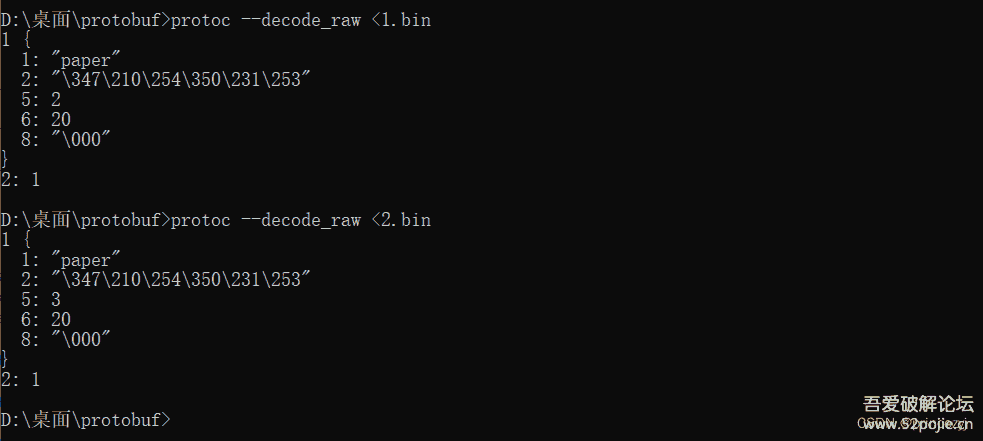 D:\桌面\protobuf>protoc --decode_raw <1.bin
1 {
  1: "paper"
  2: "\347\210\254\350\231\253"
  5: 2
  6: 20
  8: "\000"
}
2: 1
D:\桌面\protobuf>protoc --decode_raw <2.bin
1 {
  1: "paper"
  2: "\347\210\254\350\231\253"
  5: 3
  6: 20
  8: "\000"
}
2: 1
D:\桌面\protobuf>
吾爱破解论坛
www.52pojie.cn
CSDN